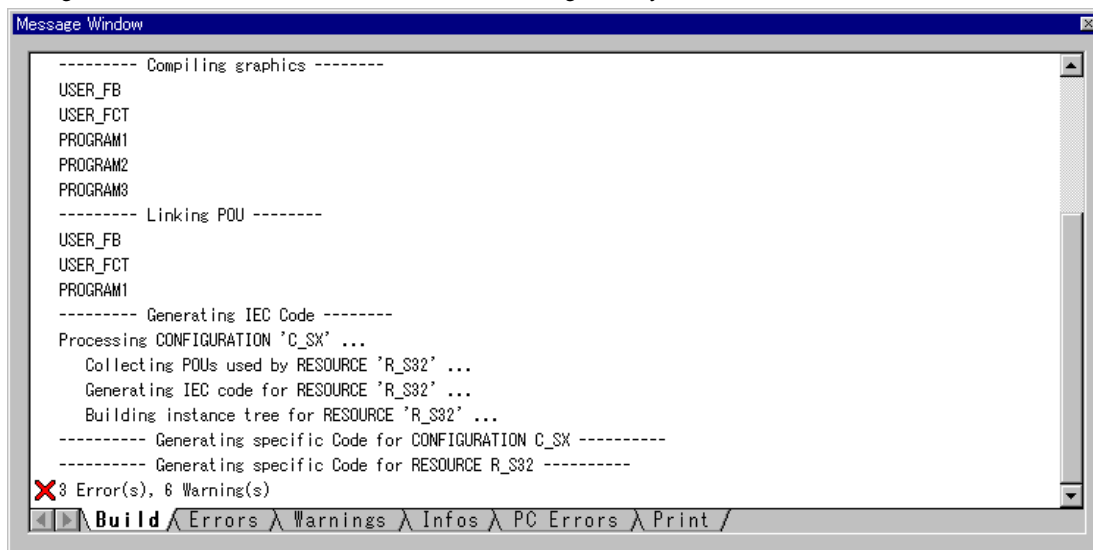 Message Window
--------- Compiling graphics --------
USER_FB
USER_FCT
PROGRAM1
PROGRAM2
PROGRAM3
--------- Linking POU --------
USER_FB
USER_FCT
PROGRAM1
--------- Generating IEC Code --------
Processing CONFIGURATION 'C_SX' ...
Collecting POUs used by RESOURCE 'R_S32' ...
Generating IEC code for RESOURCE 'R_S32' ...
Building instance tree for RESOURCE 'R_S32' ...
---------- Generating specific Code for CONFIGURATION C_SX ----------
---------- Generating specific Code for RESOURCE R_S32 ----------
3 Error(s), 6 Warning(s)
Build Errors Warnings Infos PC Errors Print